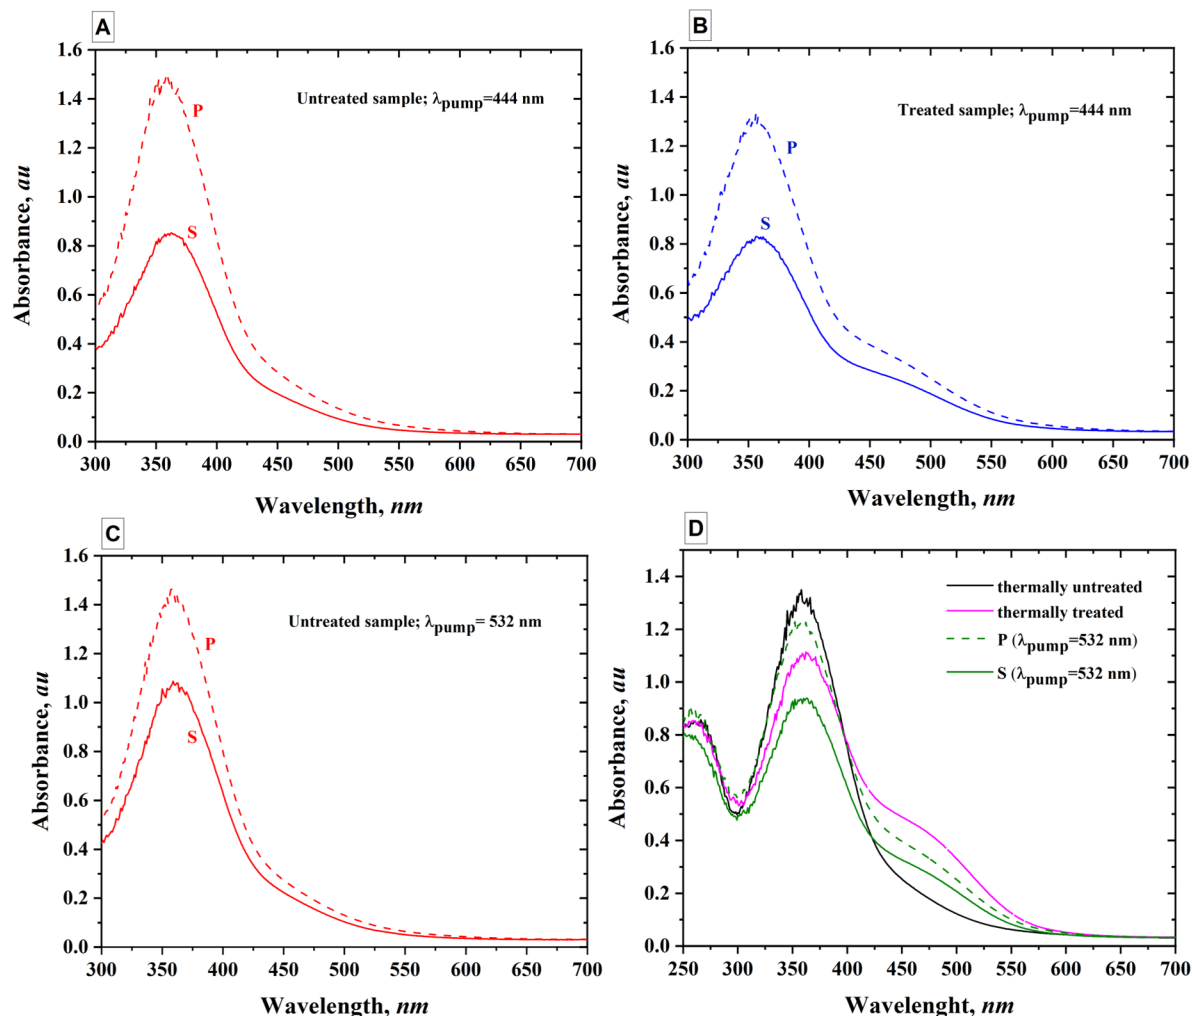 A
1.6
1.4
1.2
1.0
0.8
0.6
0.4
0.2
0.0
Absorbance, au
Untreated sample; λpump=444 nm
P
S
300 350 400 450 500 550 600 650 700
Wavelength, nm
B
1.6
1.4
1.2
1.0
0.8
0.6
0.4
0.2
0.0
Absorbance, au
Treated sample; λpump=444 nm
P
S
300 350 400 450 500 550 600 650 700
Wavelength, nm
C
1.6
1.4
1.2
1.0
0.8
0.6
0.4
0.2
0.0
Absorbance, au
Untreated sample; λpump= 532 nm
P
S
300 350 400 450 500 550 600 650 700
Wavelength, nm
D
1.4
1.2
1.0
0.8
0.6
0.4
0.2
0.0
Absorbance, au
thermally untreated
thermally treated
P (λpump=532 nm)
S (λpump=532 nm)
250 300 350 400 450 500 550 600 650 700
Wavelenght, nm